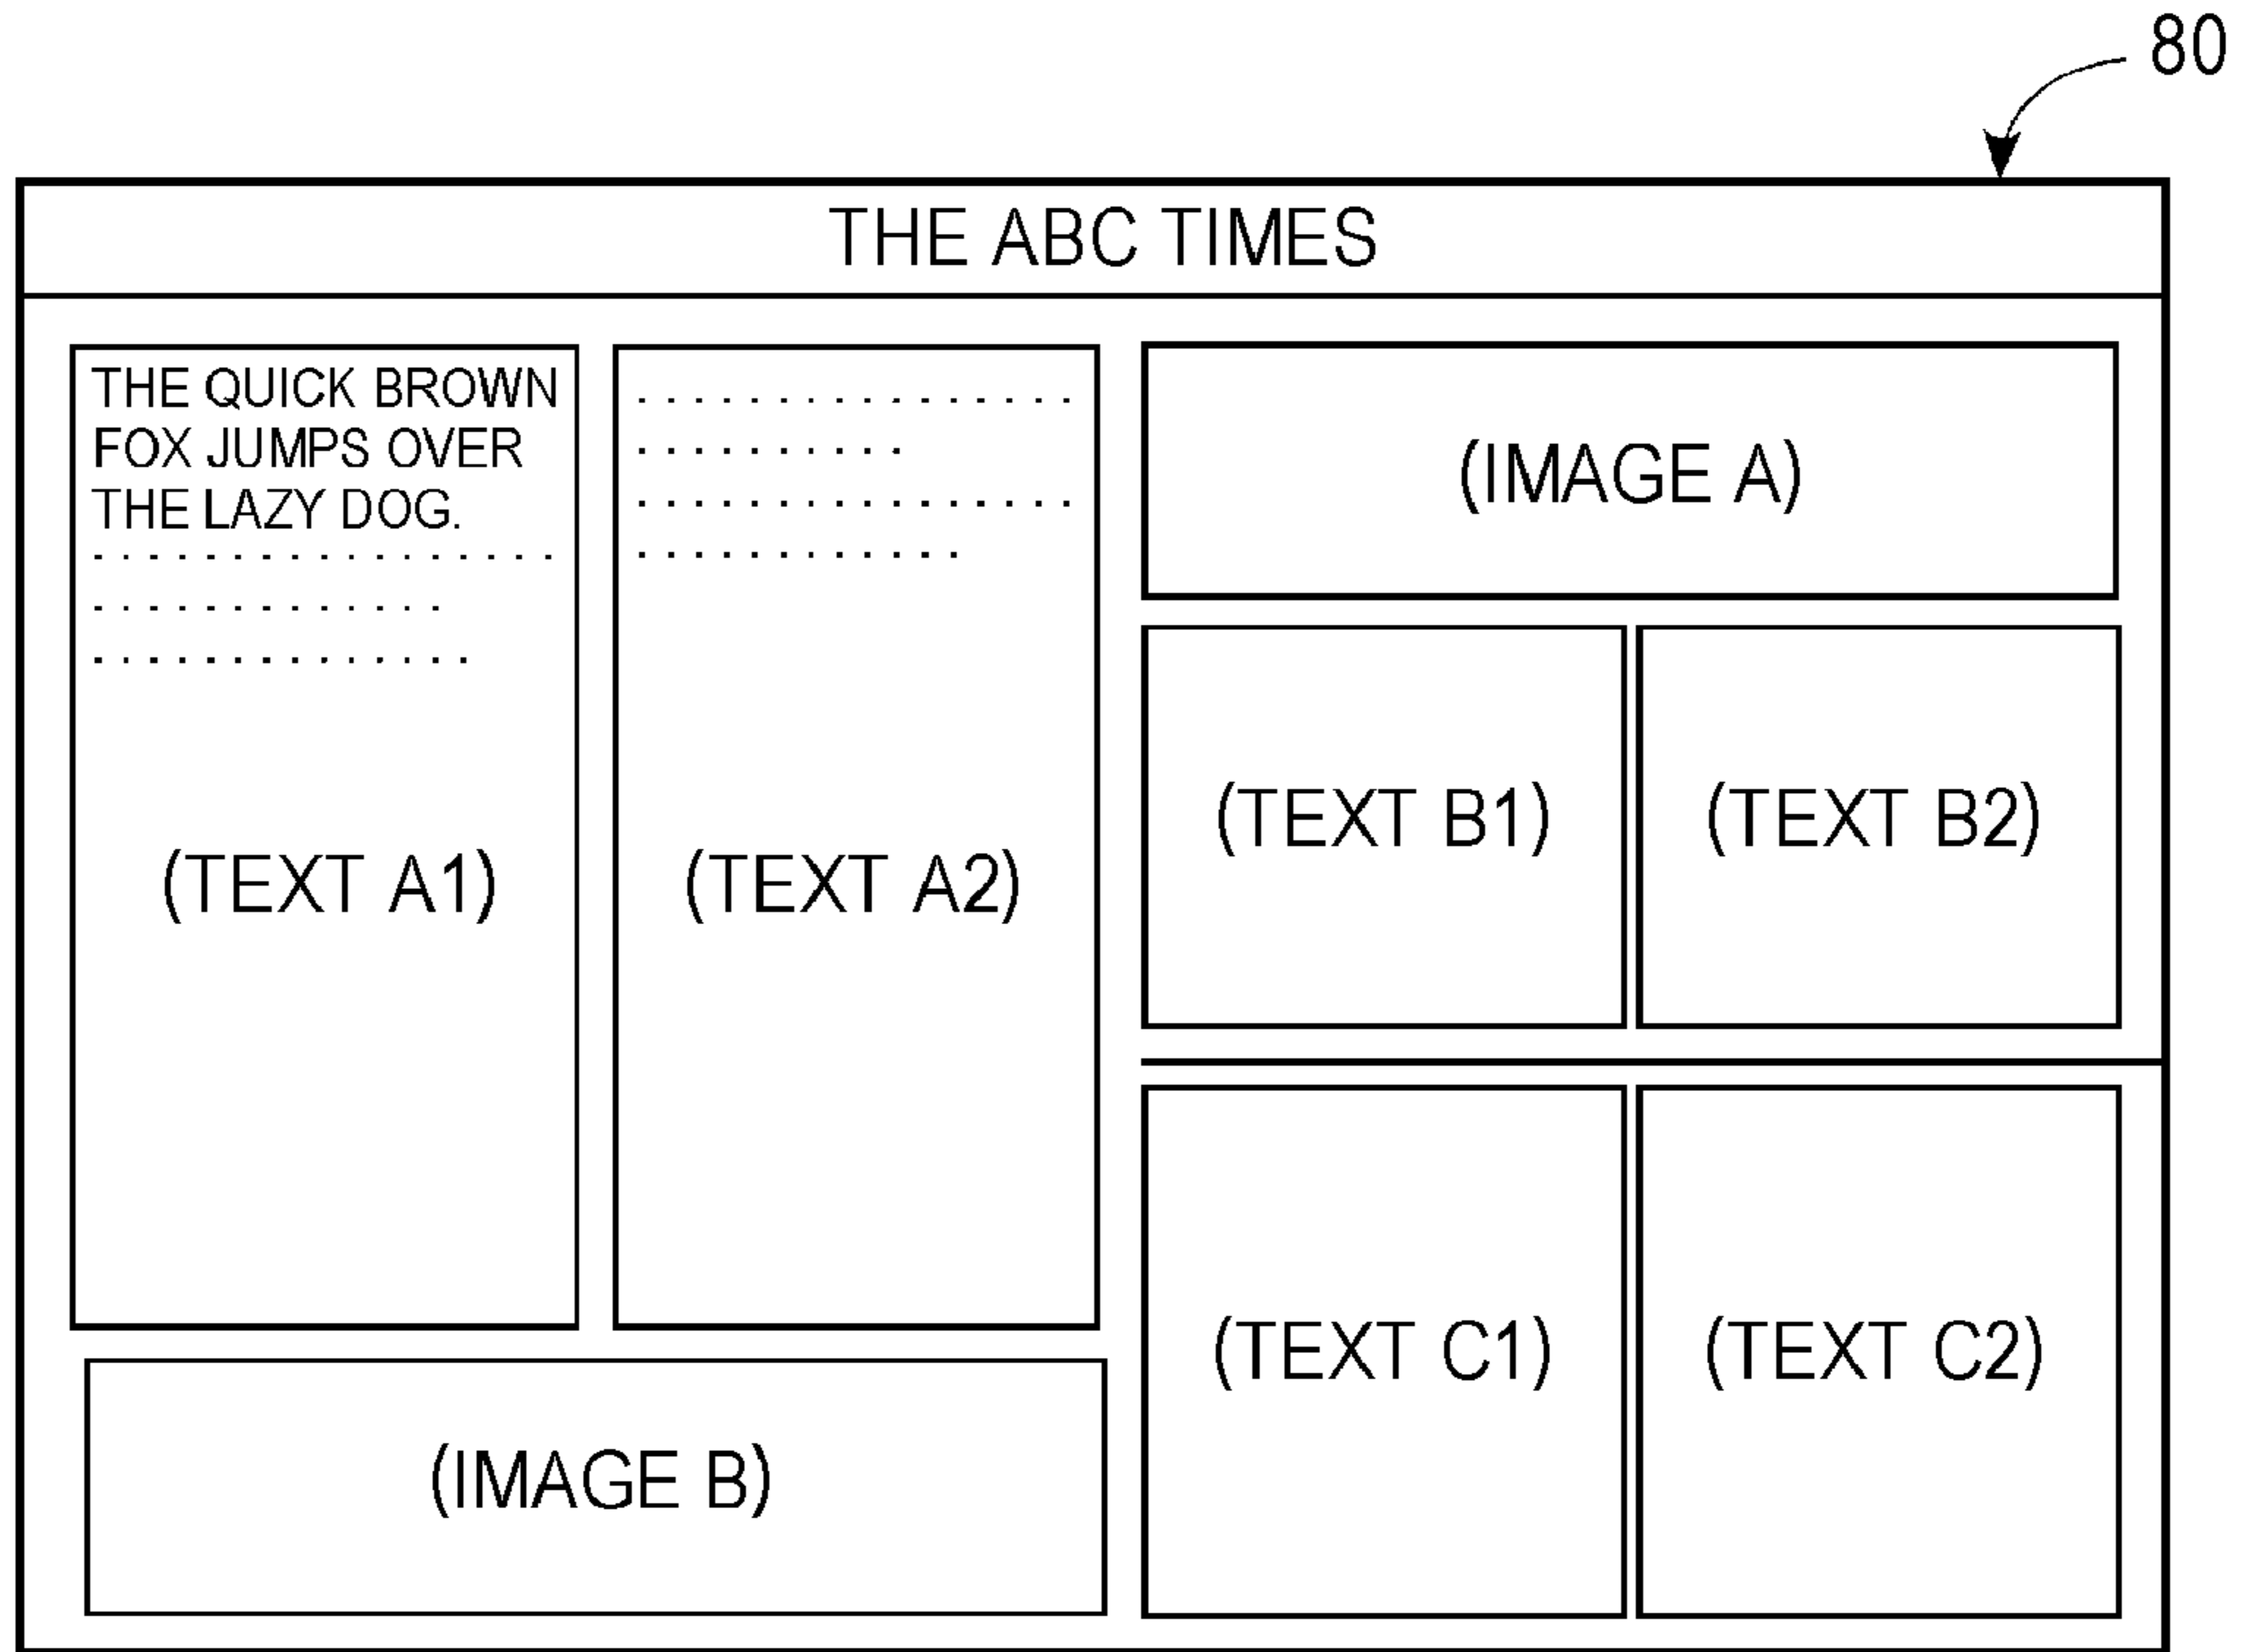 80
THE ABC TIMES
THE QUICK BROWN
FOX JUMPS OVER
THE LAZY DOG.
. . . . . . . . . . . . . . . . .
. . . . . . . . . . . . .
. . . . . . . . . . . . . .
(TEXT A1)
. . . . . . . . . . . . . . . .
. . . . . . . . . .
. . . . . . . . . . . . . . . .
. . . . . . . . . . . .
(TEXT A2)
(IMAGE B)
(IMAGE A)
(TEXT B1)
(TEXT B2)
(TEXT C1)
(TEXT C2)